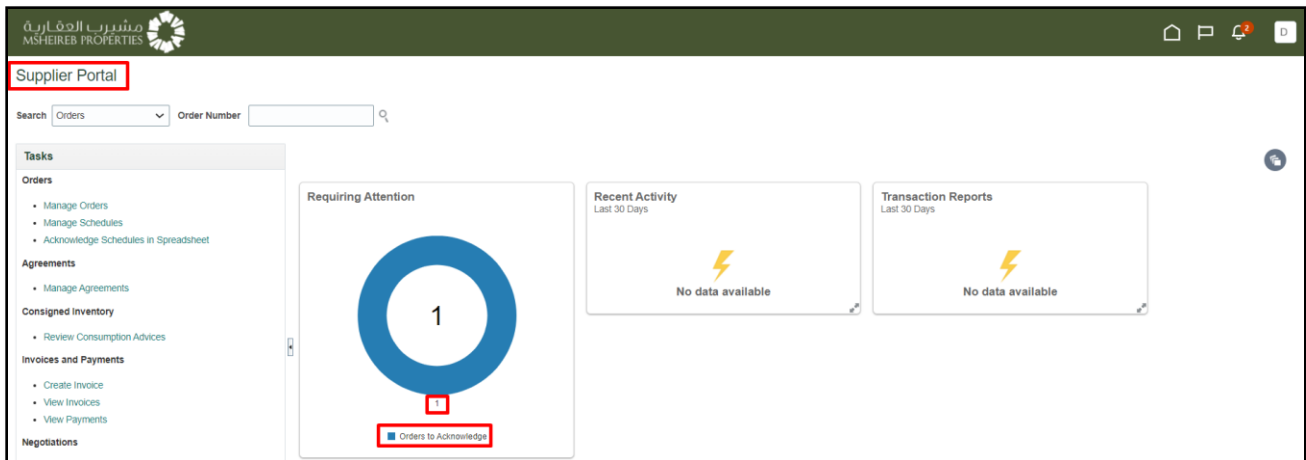 مشيرب العقارية
MSHEIREB PROPERTIES
2
D
Supplier Portal
Search Orders Order Number
Tasks
Orders
Manage Orders
Manage Schedules
Acknowledge Schedules in Spreadsheet
Agreements
Manage Agreements
Consigned Inventory
Review Consumption Advices
Invoices and Payments
Create Invoice
View Invoices
View Payments
Negotiations
Requiring Attention
1
1
Orders to Acknowledge
Recent Activity
Last 30 Days
No data available
Transaction Reports
Last 30 Days
No data available